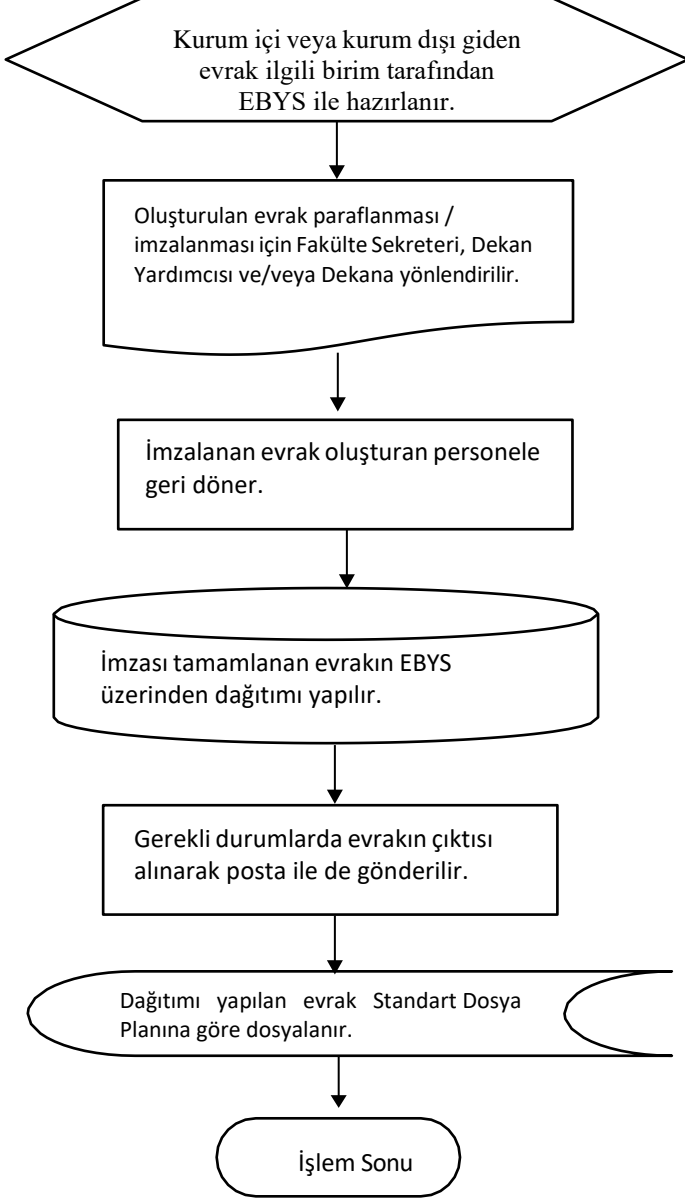 Kurum içi veya kurum dışı giden
evrak ilgili birim tarafından
EBYS ile hazırlanır.
Oluşturulan evrak paraflanması /
imzalanması için Fakülte Sekreteri, Dekan
Yardımcısı ve/veya Dekana yönlendirilir.
İmzalanan evrak oluşturan personele
geri döner.
İmzası tamamlanan evrakın EBYS
üzerinden dağıtımı yapılır.
Gerekli durumlarda evrakın çıktısı
alınarak posta ile de gönderilir.
Dağıtımı yapılan evrak Standart Dosya
Planına göre dosyalanır.
İşlem Sonu